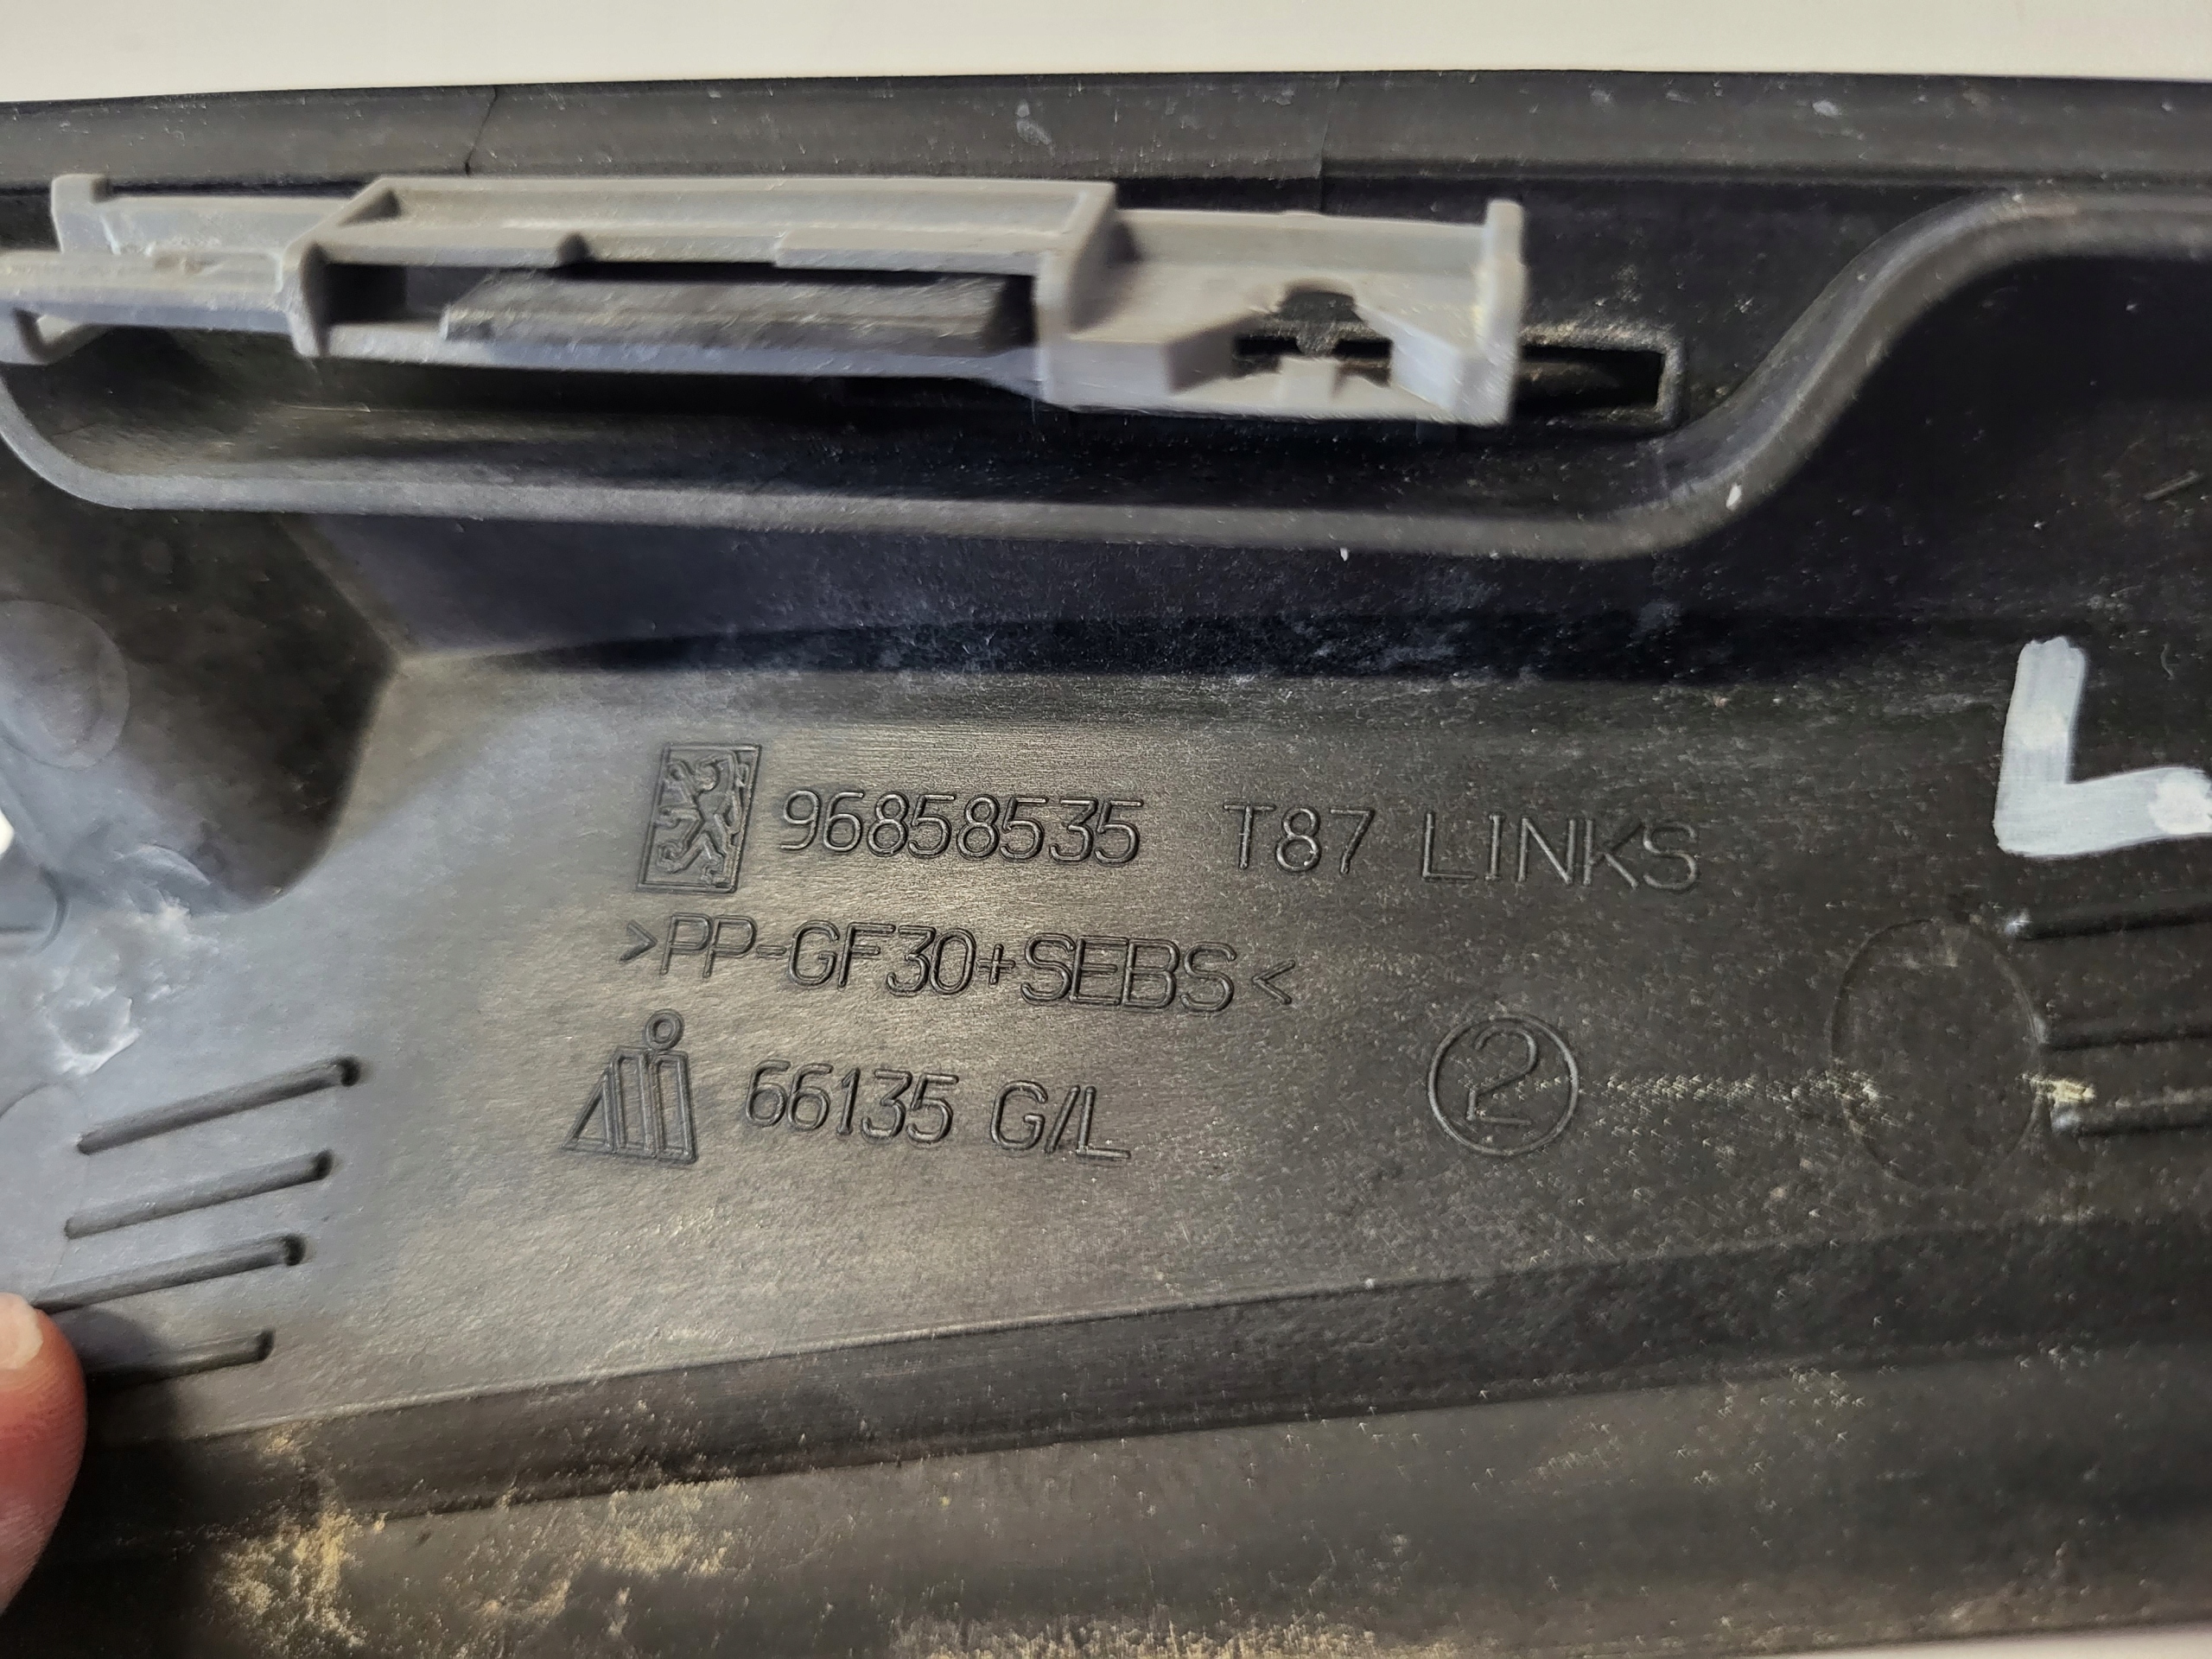 96858535 T87 LINKS
L
>PP-GF30+SEBS<
66135 G/L
2